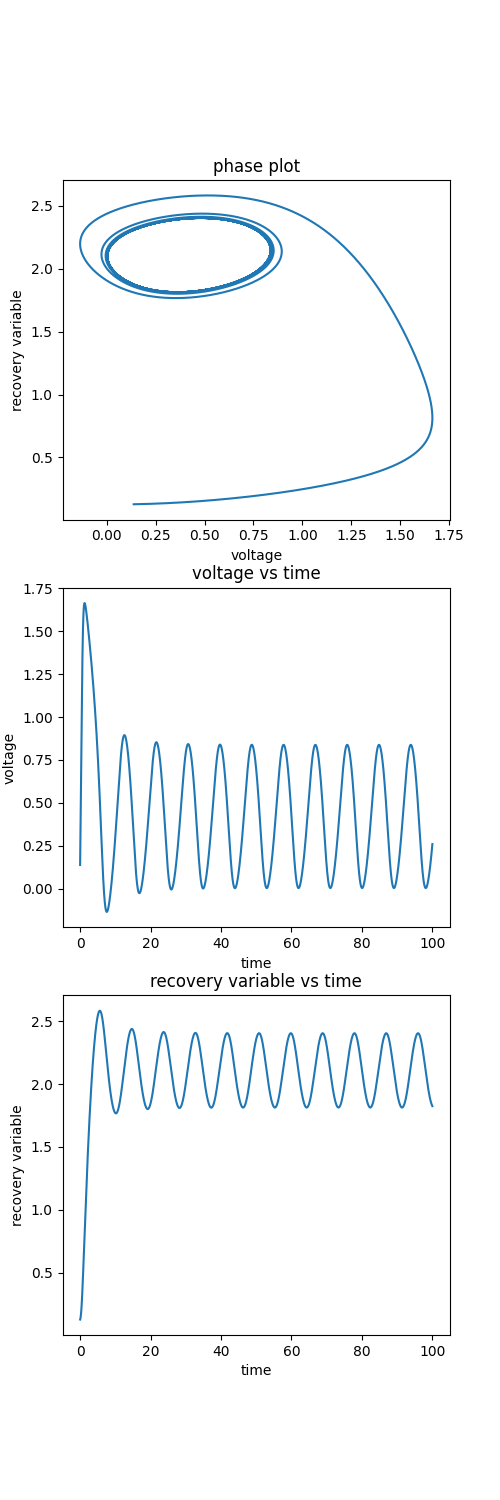 phase plot
2.5
2.0
1.5
1.0
0.5
recovery variable
0.00 0.25 0.50 0.75 1.00 1.25 1.50 1.75
voltage
voltage vs time
1.75
1.50
1.25
1.00
0.75
0.50
0.25
0.00
voltage
0 20 40 60 80 100
time
recovery variable vs time
2.5
2.0
1.5
1.0
0.5
recovery variable
0 20 40 60 80 100
time